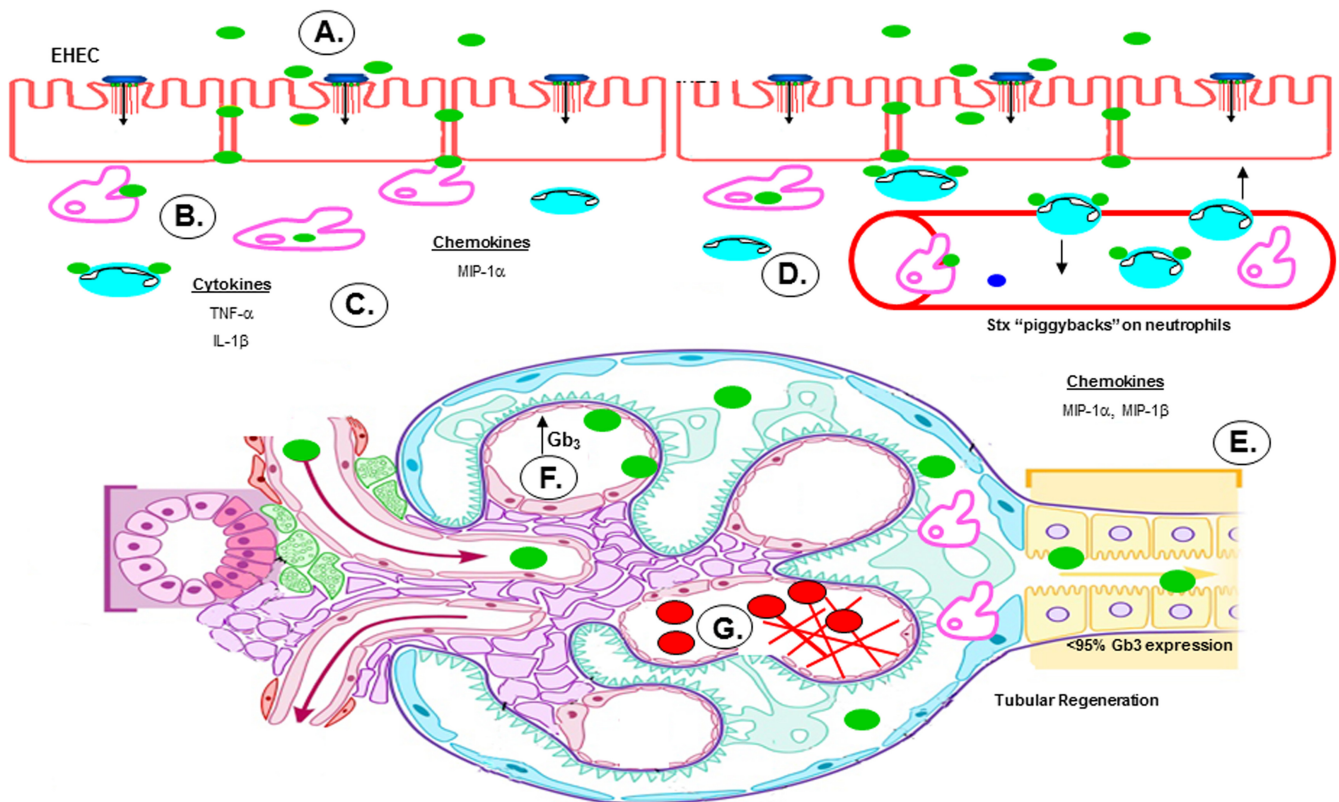 A.
EHEC
B.
Chemokines
MIP-1α
Cytokines
TNF-α
IL-1β
C.
D.
Stx “piggybacks” on neutrophils
Chemokines
MIP-1α, MIP-1β
E.
Gb₃
F.
G.
<95% Gb3 expression
Tubular Regeneration